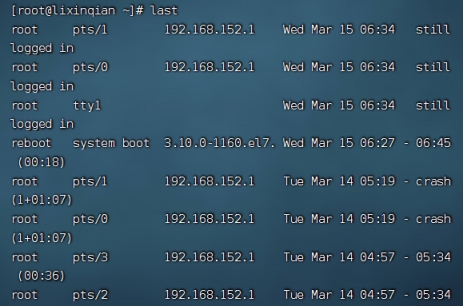 [root@lixinqian ~]# last
root     pts/1        192.168.152.1    Wed Mar 15 06:34   still
logged in
root     pts/0        192.168.152.1    Wed Mar 15 06:34   still
logged in
root     tty1                          Wed Mar 15 06:34   still
logged in
reboot   system boot  3.10.0-1160.el7. Wed Mar 15 06:27 - 06:45
 (00:18)
root     pts/1        192.168.152.1    Tue Mar 14 05:19 - crash
(1+01:07)
root     pts/0        192.168.152.1    Tue Mar 14 05:19 - crash
(1+01:07)
root     pts/3        192.168.152.1    Tue Mar 14 04:57 - 05:34
 (00:36)
root     pts/2        192.168.152.1    Tue Mar 14 04:57 - 05:34